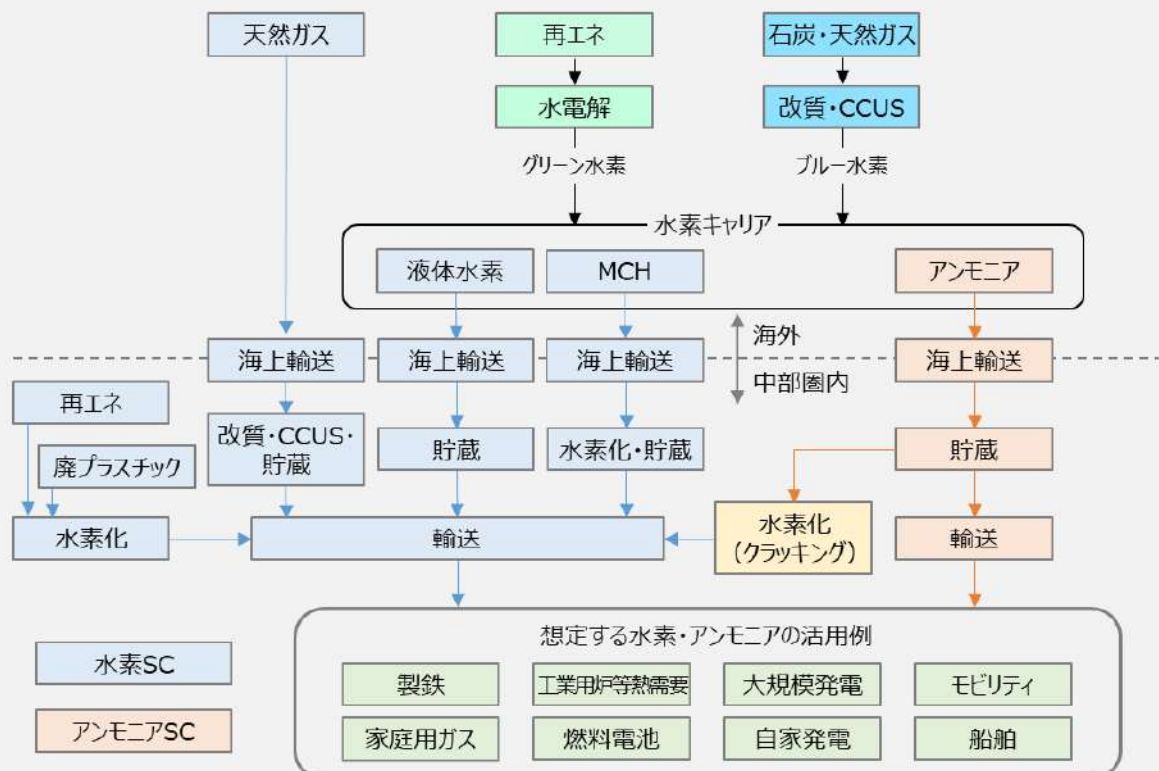 天然ガス
再エネ
石炭・天然ガス
水電解
改質・CCUS
グリーン水素
ブルー水素
水素キャリア
液体水素
MCH
アンモニア
海外
海上輸送
海上輸送
海上輸送
海上輸送
中部圏内
再エネ
改質・CCUS・
貯蔵
貯蔵
水素化・貯蔵
貯蔵
廃プラスチック
水素化
輸送
水素化
(クラッキング)
輸送
想定する水素・アンモニアの活用例
水素SC
製鉄
工業用炉等熱需要
大規模発電
モビリティ
アンモニアSC
家庭用ガス
燃料電池
自家発電
船舶